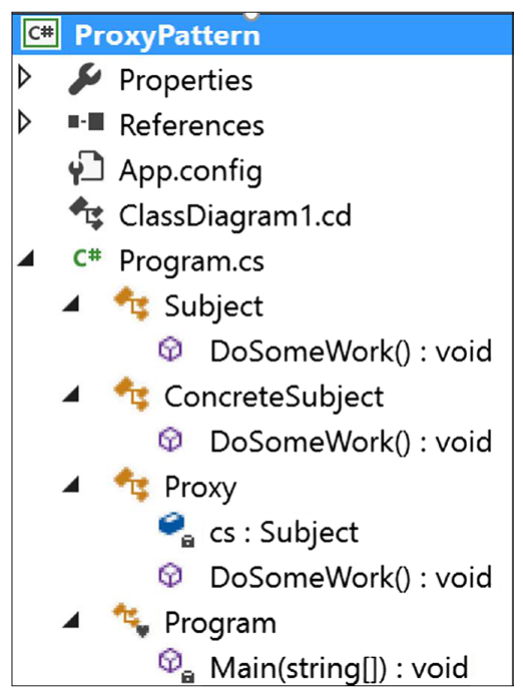 C# ProxyPattern
Properties
References
App.config
ClassDiagram1.cd
C# Program.cs
Subject
DoSomeWork() : void
ConcreteSubject
DoSomeWork() : void
Proxy
cs : Subject
DoSomeWork() : void
Program
Main(string[]) : void